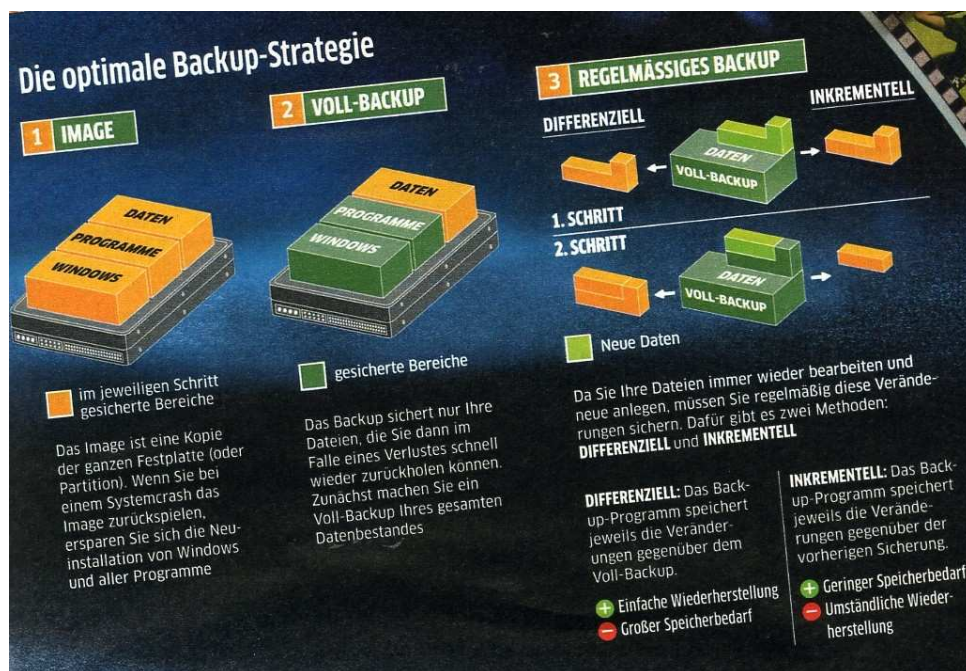 Die optimale Backup-Strategie
1 IMAGE
DATEN
PROGRAMME
WINDOWS
im jeweiligen Schritt
gesicherte Bereiche
Das Image ist eine Kopie
der ganzen Festplatte (oder
Partition). Wenn Sie bei
einem Systemcrash das
Image zurückspielen,
ersparen Sie sich die Neu-
installation von Windows
und aller Programme
2 VOLL-BACKUP
DATEN
PROGRAMME
WINDOWS
gesicherte Bereiche
Das Backup sichert nur Ihre
Dateien, die Sie dann im
Falle eines Verlustes schnell
wieder zurückholen können.
Zunächst machen Sie ein
Voll-Backup Ihres gesamten
Datenbestandes
3 REGELMÄSSIGES BACKUP
DIFFERENZIELL
INKREMENTELL
DATEN
VOLL-BACKUP
1. SCHRITT
2. SCHRITT
DATEN
VOLL-BACKUP
Neue Daten
Da Sie Ihre Dateien immer wieder bearbeiten und
neue anlegen, müssen Sie regelmäßig diese Verände-
rungen sichern. Dafür gibt es zwei Methoden:
DIFFERENZIELL und INKREMENTELL
DIFFERENZIELL: Das Back-
up-Programm speichert
jeweils die Veränder-
ungen gegenüber dem
Voll-Backup.
+ Einfache Wiederherstellung
− Großer Speicherbedarf
INKREMENTELL: Das Back-
up-Programm speichert
jeweils die Verände-
rungen gegenüber der
vorherigen Sicherung.
+ Geringer Speicherbedarf
− Umständliche Wieder-
herstellung